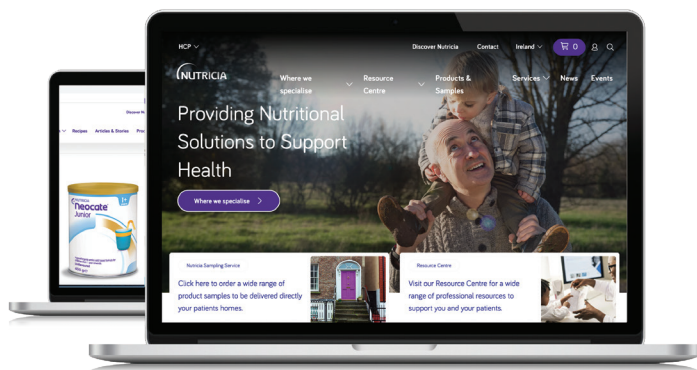 HCP
Discover Nutricia
Contact
Ireland
0
NUTRICIA
Where we
specialise
Resource
Centre
Products &
Samples
Services
News
Events
Providing Nutritional
Solutions to Support
Health
Where we specialise
Nutricia Sampling Service
Click here to order a wide range of
product samples to be delivered directly
your patients homes.
Resource Centre
Visit our Resource Centre for a wide
range of professional resources to
support you and your patients.
Recipes
Articles & Stories
NUTRICIA
Neocate
Junior
1+